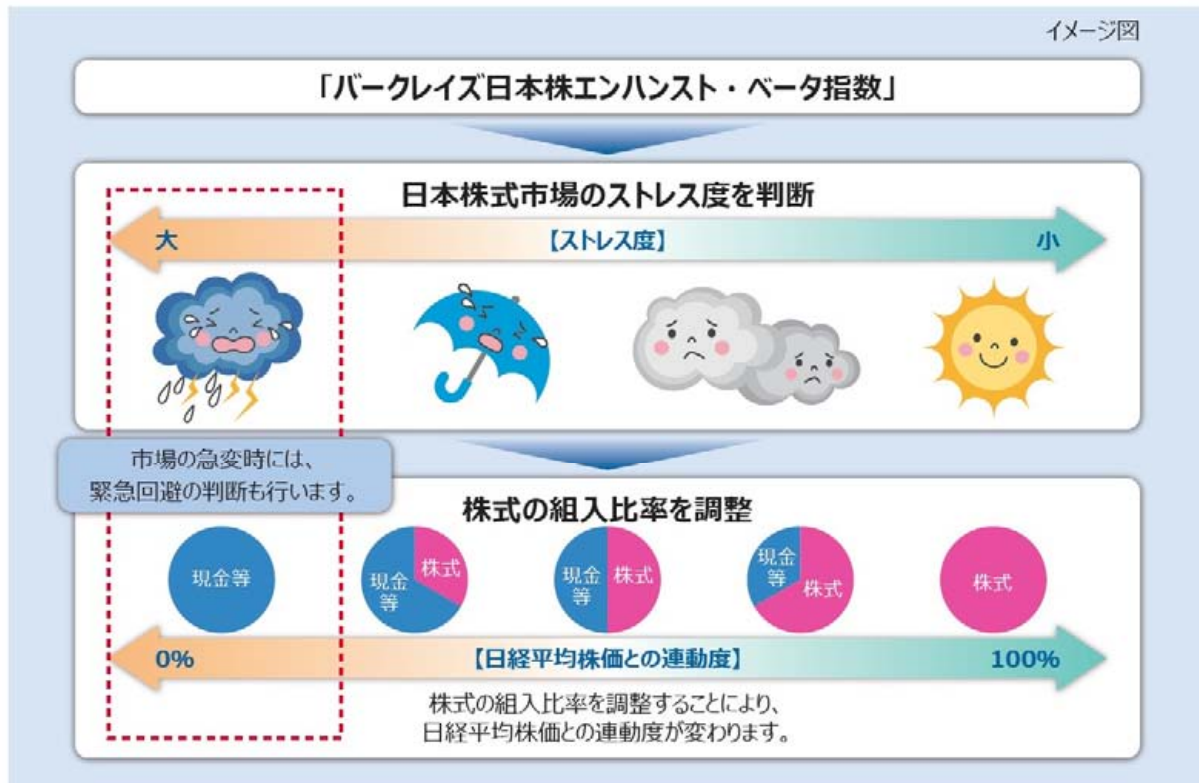 イメージ図
「バークレイズ日本株エンハンスト・ベータ指数」
日本株式市場のストレス度を判断
大 【ストレス度】 小
市場の急変時には、
緊急回避の判断も行います。
株式の組入比率を調整
現金等
株式
現金
等
現金
等
株式
現金
等
株式
株式
0% 【日経平均株価との連動度】 100%
株式の組入比率を調整することにより、
日経平均株価との連動度が変わります。